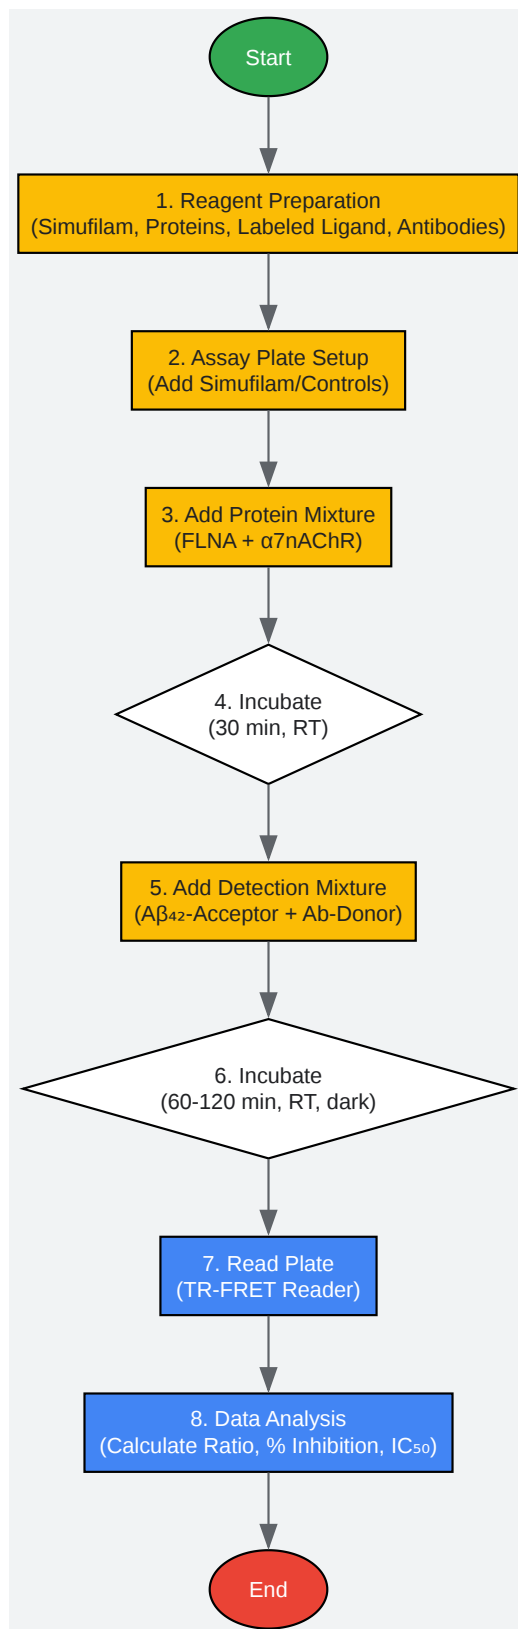 Start
1. Reagent Preparation
(Simufilam, Proteins, Labeled Ligand, Antibodies)
2. Assay Plate Setup
(Add Simufilam/Controls)
3. Add Protein Mixture
(FLNA + α7nAChR)
4. Incubate
(30 min, RT)
5. Add Detection Mixture
(Aβ₄₂-Acceptor + Ab-Donor)
6. Incubate
(60-120 min, RT, dark)
7. Read Plate
(TR-FRET Reader)
8. Data Analysis
(Calculate Ratio, % Inhibition, IC₅₀)
End